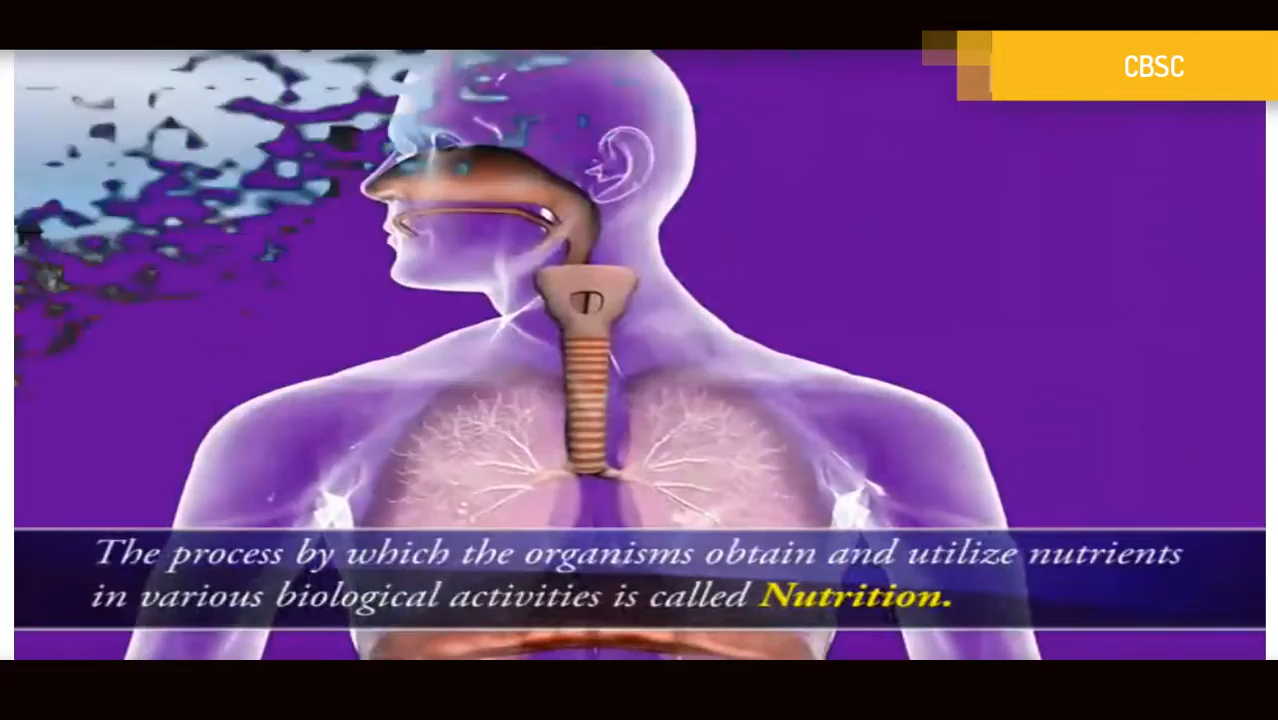 CBSC
The process by which the organisms obtain and utilize nutrients
in various biological activities is called Nutrition.